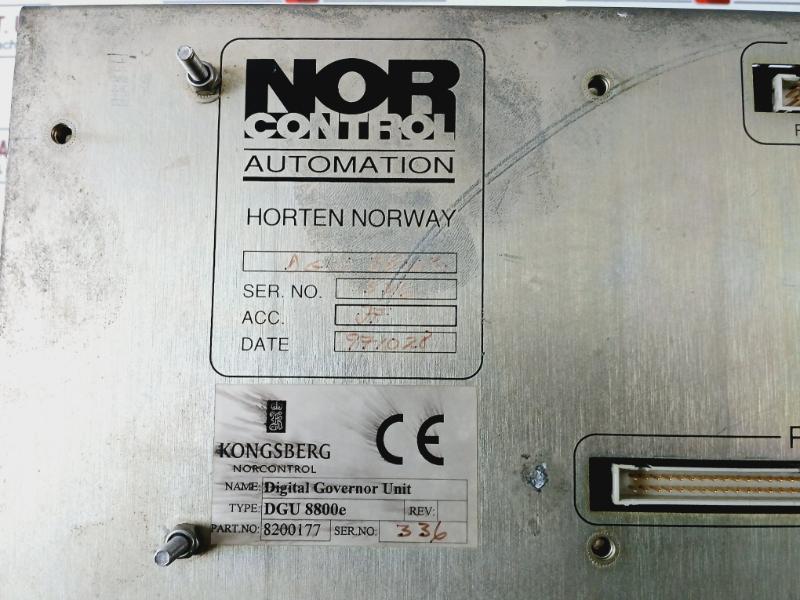 NOR
CONTROL
AUTOMATION
HORTEN NORWAY
SER. NO.
ACC. JF
DATE 971028
KONGSBERG
NORCONTROL
CE
NAME: Digital Governor Unit
TYPE: DGU 8800e REV:
PART.NO: 8200177 SER.NO: 336